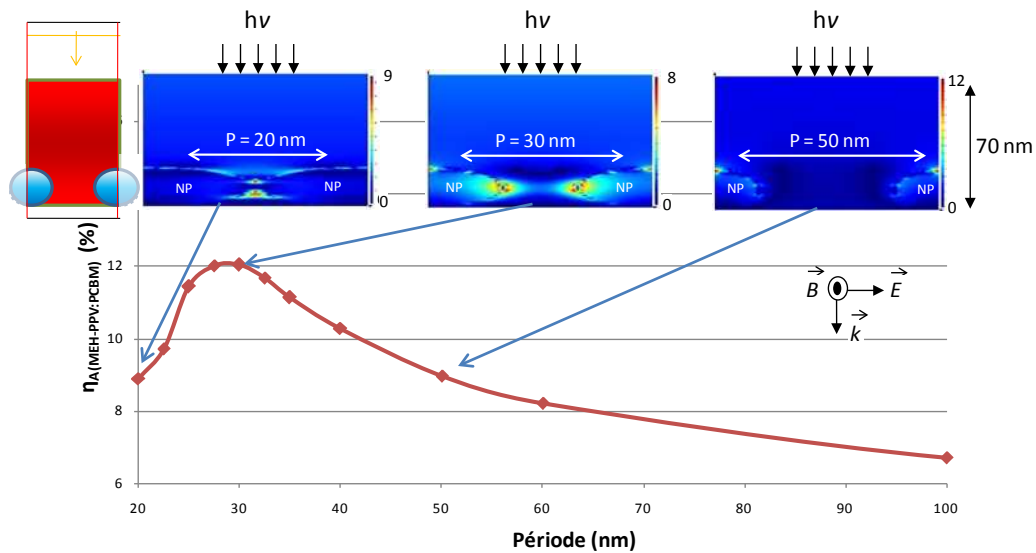 hν hν hν
9 8 12
P = 20 nm P = 30 nm P = 50 nm
70 nm
NP NP NP NP NP NP
0 0 0
ηA(MEH-PPV:PCBM) (%)
12
10
8
6
B E
k
20 30 40 50 60 70 80 90 100
Période (nm)